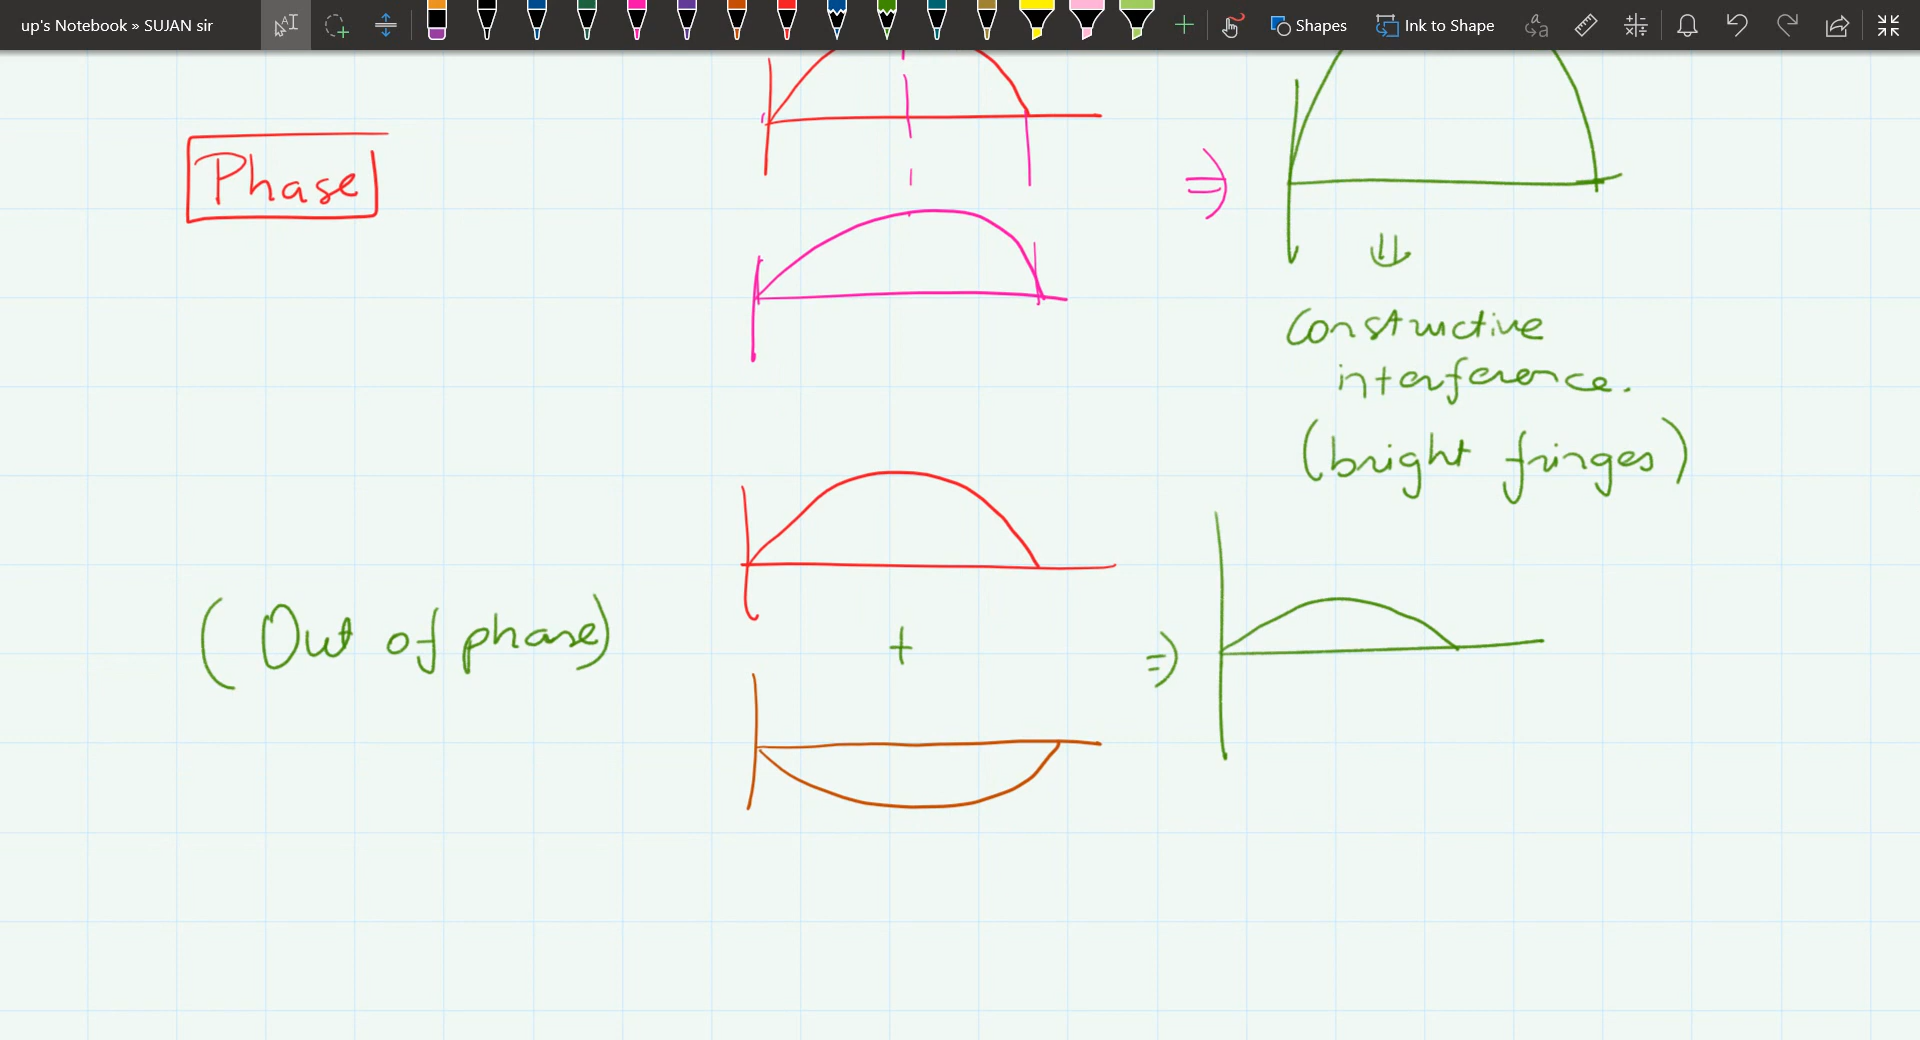 up's Notebook » SUJAN sir
Shapes
Ink to Shape
Phase
Constructive
interference.
(bright fringes)
(Out of phase)
+